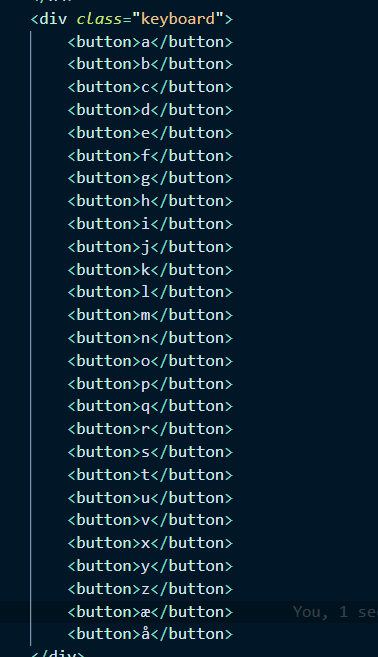 <div class="keyboard">
<button>a</button>
<button>b</button>
<button>c</button>
<button>d</button>
<button>e</button>
<button>f</button>
<button>g</button>
<button>h</button>
<button>i</button>
<button>j</button>
<button>k</button>
<button>l</button>
<button>m</button>
<button>n</button>
<button>o</button>
<button>p</button>
<button>q</button>
<button>r</button>
<button>s</button>
<button>t</button>
<button>u</button>
<button>v</button>
<button>x</button>
<button>y</button>
<button>z</button>
<button>æ</button> You, 1 se
<button>å</button>
</div>